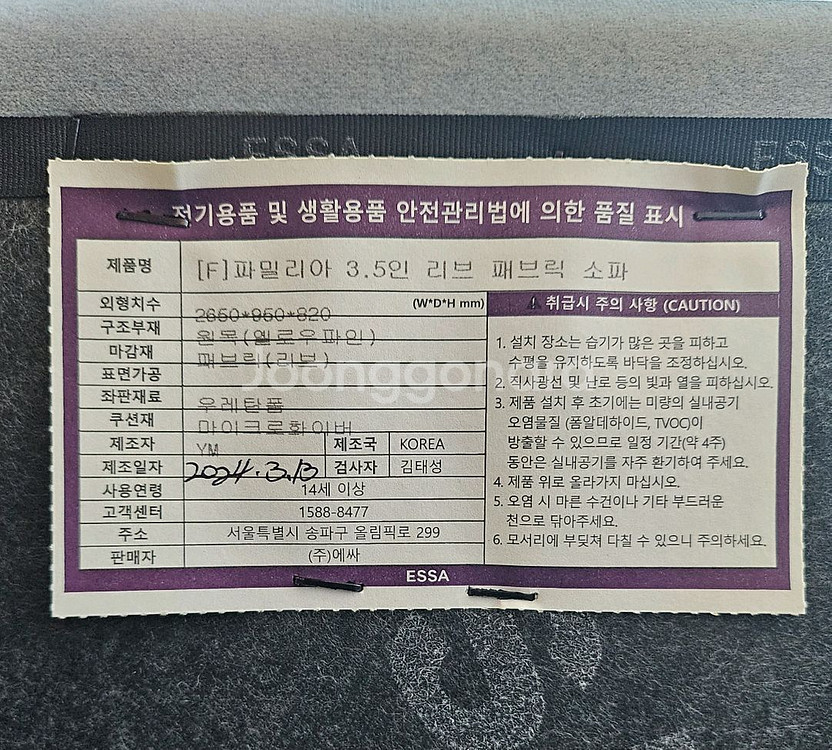 ESSA
전기용품 및 생활용품 안전관리법에 의한 품질 표시
제품명 [F]파밀리아 3.5인 리브 패브릭 소파
외형치수 2650*950*820 (W*D*H mm)
구조부재 원목(옐로우파인)
마감재 패브릭(리브)
표면가공
좌판재료 우레탄폼
쿠션재 마이크로화이버
제조자 YM 제조국 KOREA
제조일자 2024.3.13 검사자 김태성
사용연령 14세 이상
고객센터 1588-8477
주소 서울특별시 송파구 올림픽로 299
판매자 (주)에싸
⚠ 취급시 주의 사항 (CAUTION)
1. 설치 장소는 습기가 많은 곳을 피하고
수평을 유지하도록 바닥을 조정하십시오.
2. 직사광선 및 난로 등의 빛과 열을 피하십시오.
3. 제품 설치 후 초기에는 미량의 실내공기
오염물질 (폼알데하이드, TVOC)이
방출할 수 있으므로 일정 기간(약 4주)
동안은 실내공기를 자주 환기하여 주세요.
4. 제품 위로 올라가지 마십시오.
5. 오염 시 마른 수건이나 기타 부드러운
천으로 닦아주세요.
6. 모서리에 부딪쳐 다칠 수 있으니 주의하세요.
ESSA